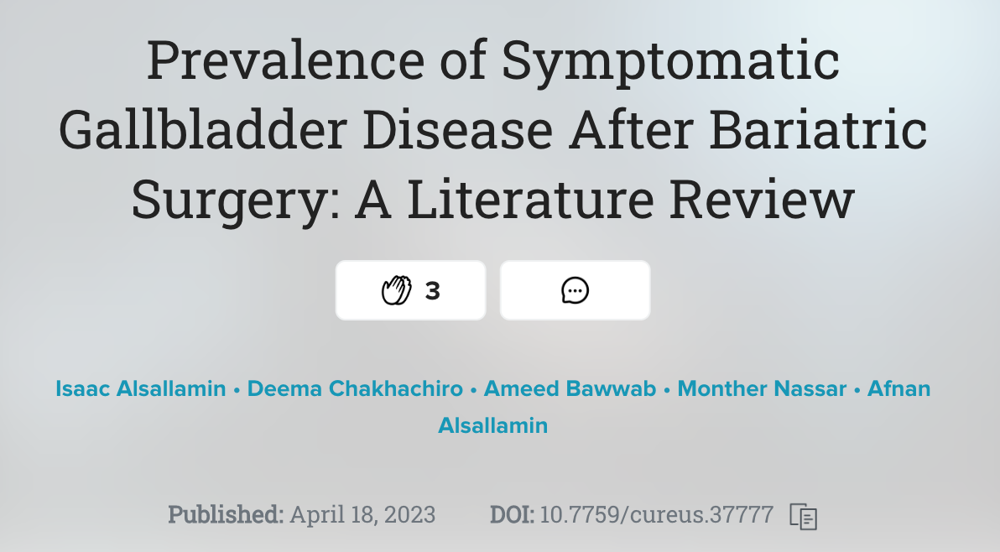 Prevalence of Symptomatic
Gallbladder Disease After Bariatric
Surgery: A Literature Review
3
Isaac Alsallamin • Deema Chakhachiro • Ameed Bawwab • Monther Nassar • Afnan
Alsallamin
Published: April 18, 2023 DOI: 10.7759/cureus.37777